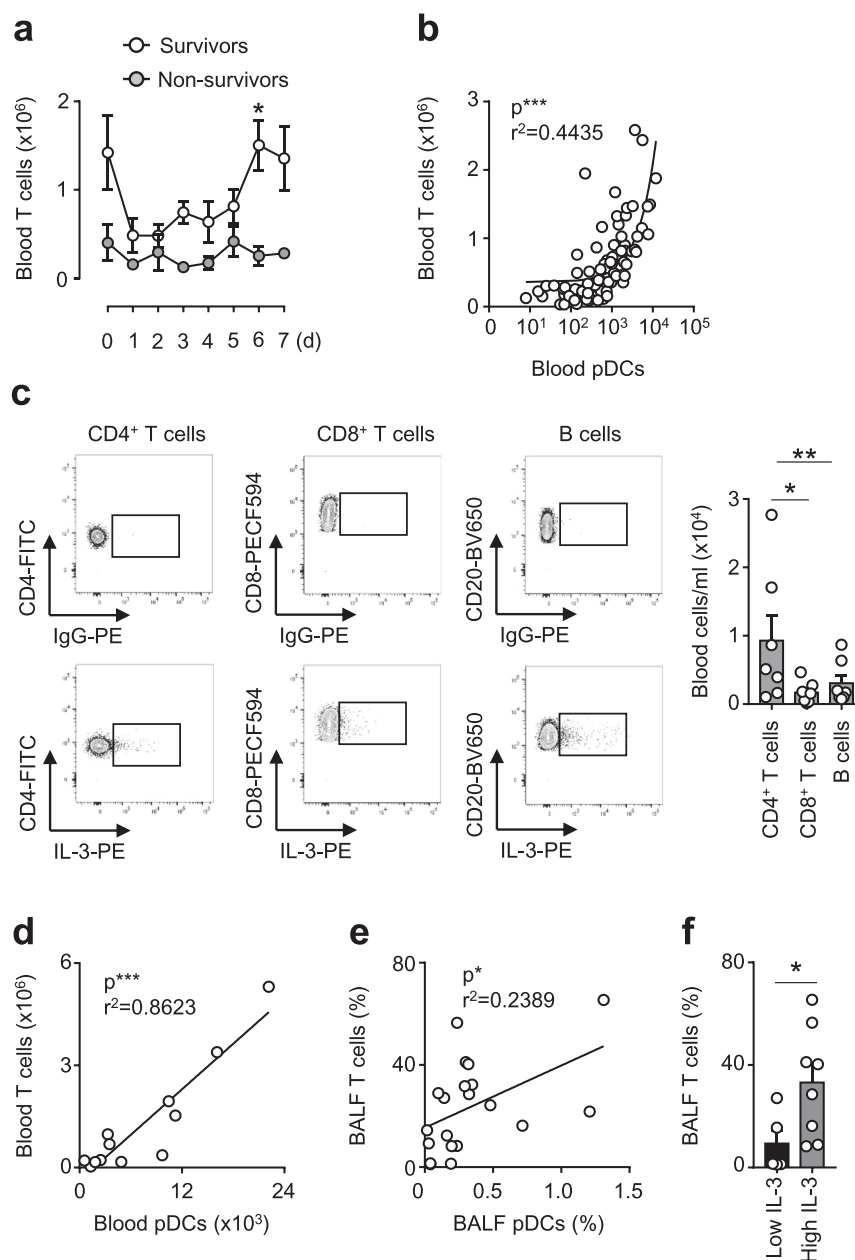 a
Survivors
Non-survivors
Blood T cells (x10⁶)
2
*
1
0
0 1 2 3 4 5 6 7 (d)
b
Blood T cells (x10⁶)
3
p***
r²=0.4435
2
1
0
0 10¹ 10² 10³ 10⁴ 10⁵
Blood pDCs
c
CD4⁺ T cells
CD8⁺ T cells
B cells
CD4-FITC
IgG-PE
CD8-PECF594
IgG-PE
CD20-BV650
IgG-PE
CD4-FITC
IL-3-PE
CD8-PECF594
IL-3-PE
CD20-BV650
IL-3-PE
Blood cells/ml (x10⁴)
**
*
3
2
1
0
CD4⁺ T cells
CD8⁺ T cells
B cells
d
Blood T cells (x10⁶)
6
p***
r²=0.8623
3
0
0 12 24
Blood pDCs (x10³)
e
BALF T cells (%)
80
p*
r²=0.2389
40
0
0 0.5 1.0 1.5
BALF pDCs (%)
f
BALF T cells (%)
80
*
40
0
Low IL-3
High IL-3